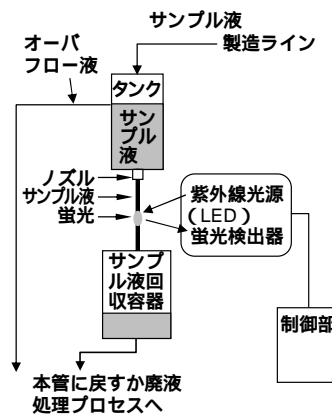 サンプル液
製造ライン
オーバ
フロー液
タンク
サン
プル
液
ノズル
サンプル液
蛍光
紫外線光源
(LED)
蛍光検出器
サンプ
ル液回
収容器
制御部
本管に戻すか廃液
処理プロセスへ